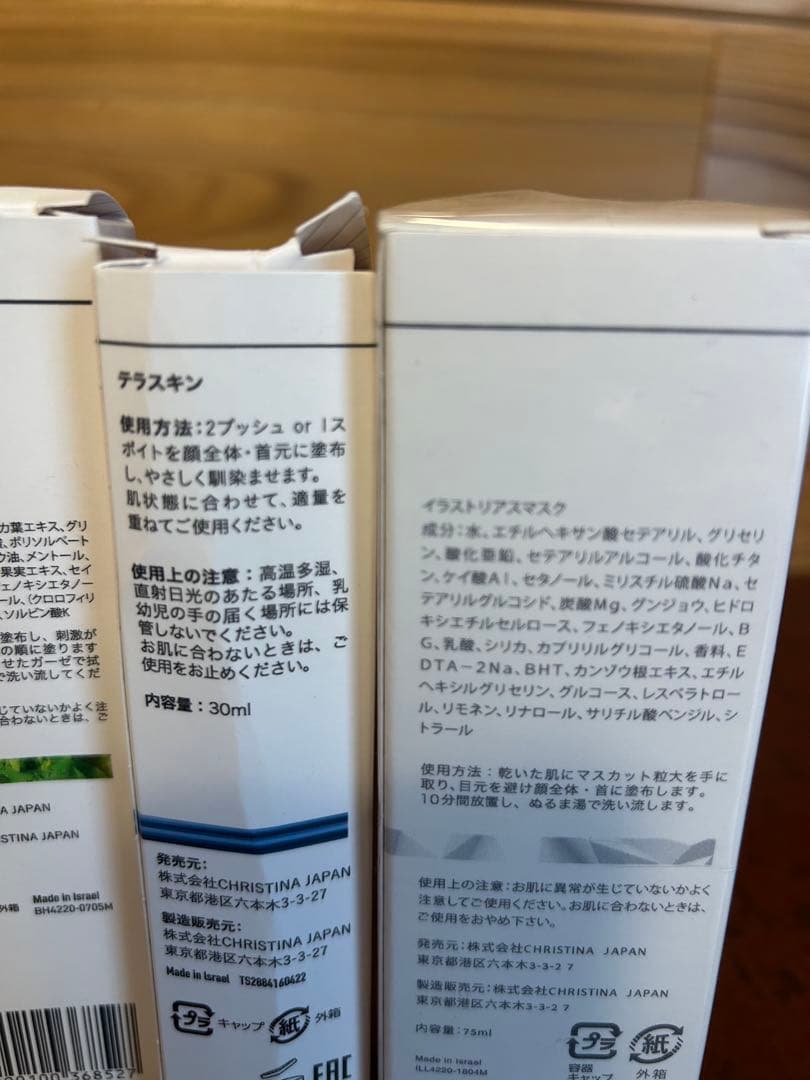 カ葉エキス、グリ
ポリソルベート
ウ油、メントール、
果実エキス、セイ
フェノキシエタノー
ール、(クロロフィリ
ソルビン酸K
塗布し、刺激が
の順に塗ります
せたガーゼで拭
で洗い流してくだ
じていないかよく注
合わないときは、ご
A JAPAN
STINA JAPAN
外箱
Made in Israel
BH4220-0705M
テラスキン
使用方法：2プッシュ or 1ス
ポイトを顔全体・首元に塗布
し、やさしく馴染ませます。
肌状態に合わせて、適量を
重ねてご使用ください。
使用上の注意：高温多湿、
直射日光のあたる場所、乳
幼児の手の届く場所には保
管しないでください。
お肌に合わないときは、ご
使用をお止めください。
内容量：30ml
発売元：
株式会社CHRISTINA JAPAN
東京都港区六本木3-3-27
製造販売元：
株式会社CHRISTINA JAPAN
東京都港区六本木3-3-27
Made in Israel TS2884160422
プラ キャップ 紙 外箱
EAC
イラストリアスマスク
成分：水、エチルヘキサン酸セテアリル、グリセリ
ン、酸化亜鉛、セテアリルアルコール、酸化チタ
ン、ケイ酸Al、セタノール、ミリスチル硫酸Na、セ
テアリルグルコシド、炭酸Mg、グンジョウ、ヒドロ
キシエチルセルロース、フェノキシエタノール、B
G、乳酸、シリカ、カプリリルグリコール、香料、E
DTA－2Na、BHT、カンゾウ根エキス、エチル
ヘキシルグリセリン、グルコース、レスベラトロー
ル、リモネン、リナロール、サリチル酸ベンジル、シ
トラール
使用方法：乾いた肌にマスカット粒大を手に
取り、目元を避け顔全体・首に塗布します。
10分間放置し、ぬるま湯で洗い流します。
使用上の注意：お肌に異常が生じていないかよく
注意してご使用ください。お肌に合わないときは、
ご使用をおやめ下さい。
発売元：株式会社CHRISTINA JAPAN
東京都港区六本木3-3-2 7
製造販売元：株式会社CHRISTINA JAPAN
東京都港区六本木3-3-2 7
内容量：75ml
プラ 紙
容器
キャップ 外箱
Made in Israel
ILL4220-1804M